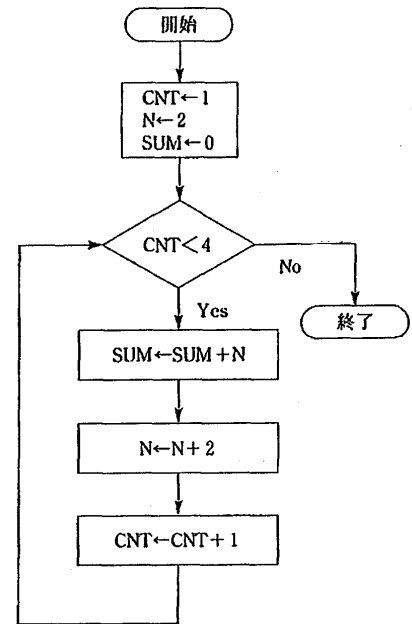 開始
CNT←1
N←2
SUM←0
CNT＜4
No
Yes
終了
SUM←SUM+N
N←N+2
CNT←CNT+1